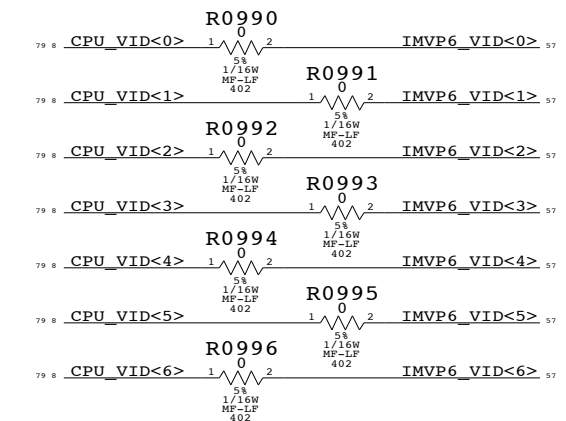 R0990
0
79 8 CPU_VID<0> 1 2 IMVP6_VID<0> 57
5%
1/16W
MF-LF
402
R0991
0
79 8 CPU_VID<1> 1 2 IMVP6_VID<1> 57
5%
1/16W
MF-LF
402
R0992
0
79 8 CPU_VID<2> 1 2 IMVP6_VID<2> 57
5%
1/16W
MF-LF
402
R0993
0
79 8 CPU_VID<3> 1 2 IMVP6_VID<3> 57
5%
1/16W
MF-LF
402
R0994
0
79 8 CPU_VID<4> 1 2 IMVP6_VID<4> 57
5%
1/16W
MF-LF
402
R0995
0
79 8 CPU_VID<5> 1 2 IMVP6_VID<5> 57
5%
1/16W
MF-LF
402
R0996
0
79 8 CPU_VID<6> 1 2 IMVP6_VID<6> 57
5%
1/16W
MF-LF
402